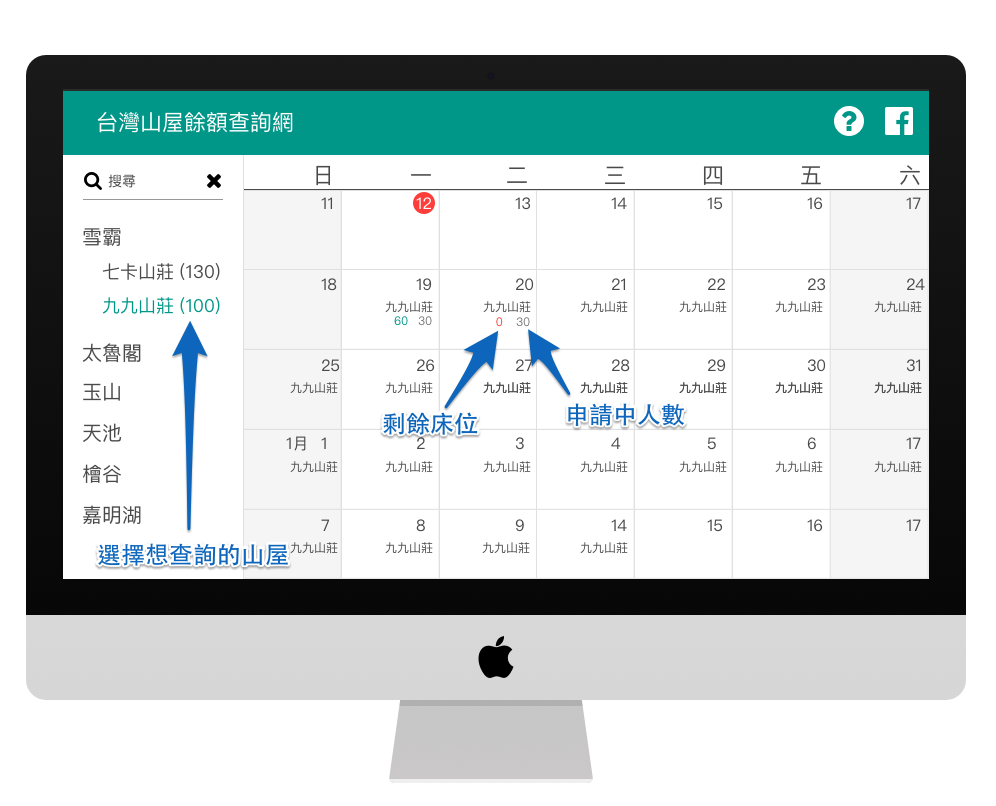 台灣山屋餘額查詢網
?
搜尋
日 一 二 三 四 五 六
11 12 13 14 15 16 17
雪霸
七卡山莊 (130)
九九山莊 (100)
18 19 20 21 22 23 24
九九山莊 九九山莊 九九山莊 九九山莊 九九山莊 九九山莊
60 30 0 30
太魯閣
25 26 27 28 29 30 31
九九山莊 九九山莊 九九山莊 九九山莊 九九山莊 九九山莊 九九山莊
玉山
剩餘床位
申請中人數
天池
1月 1 2 3 4 5 6 17
九九山莊 九九山莊 九九山莊 九九山莊 九九山莊 九九山莊 九九山莊
檜谷
嘉明湖
7 8 9 14 15 16 17
九九山莊 九九山莊 九九山莊 九九山莊
選擇想查詢的山屋